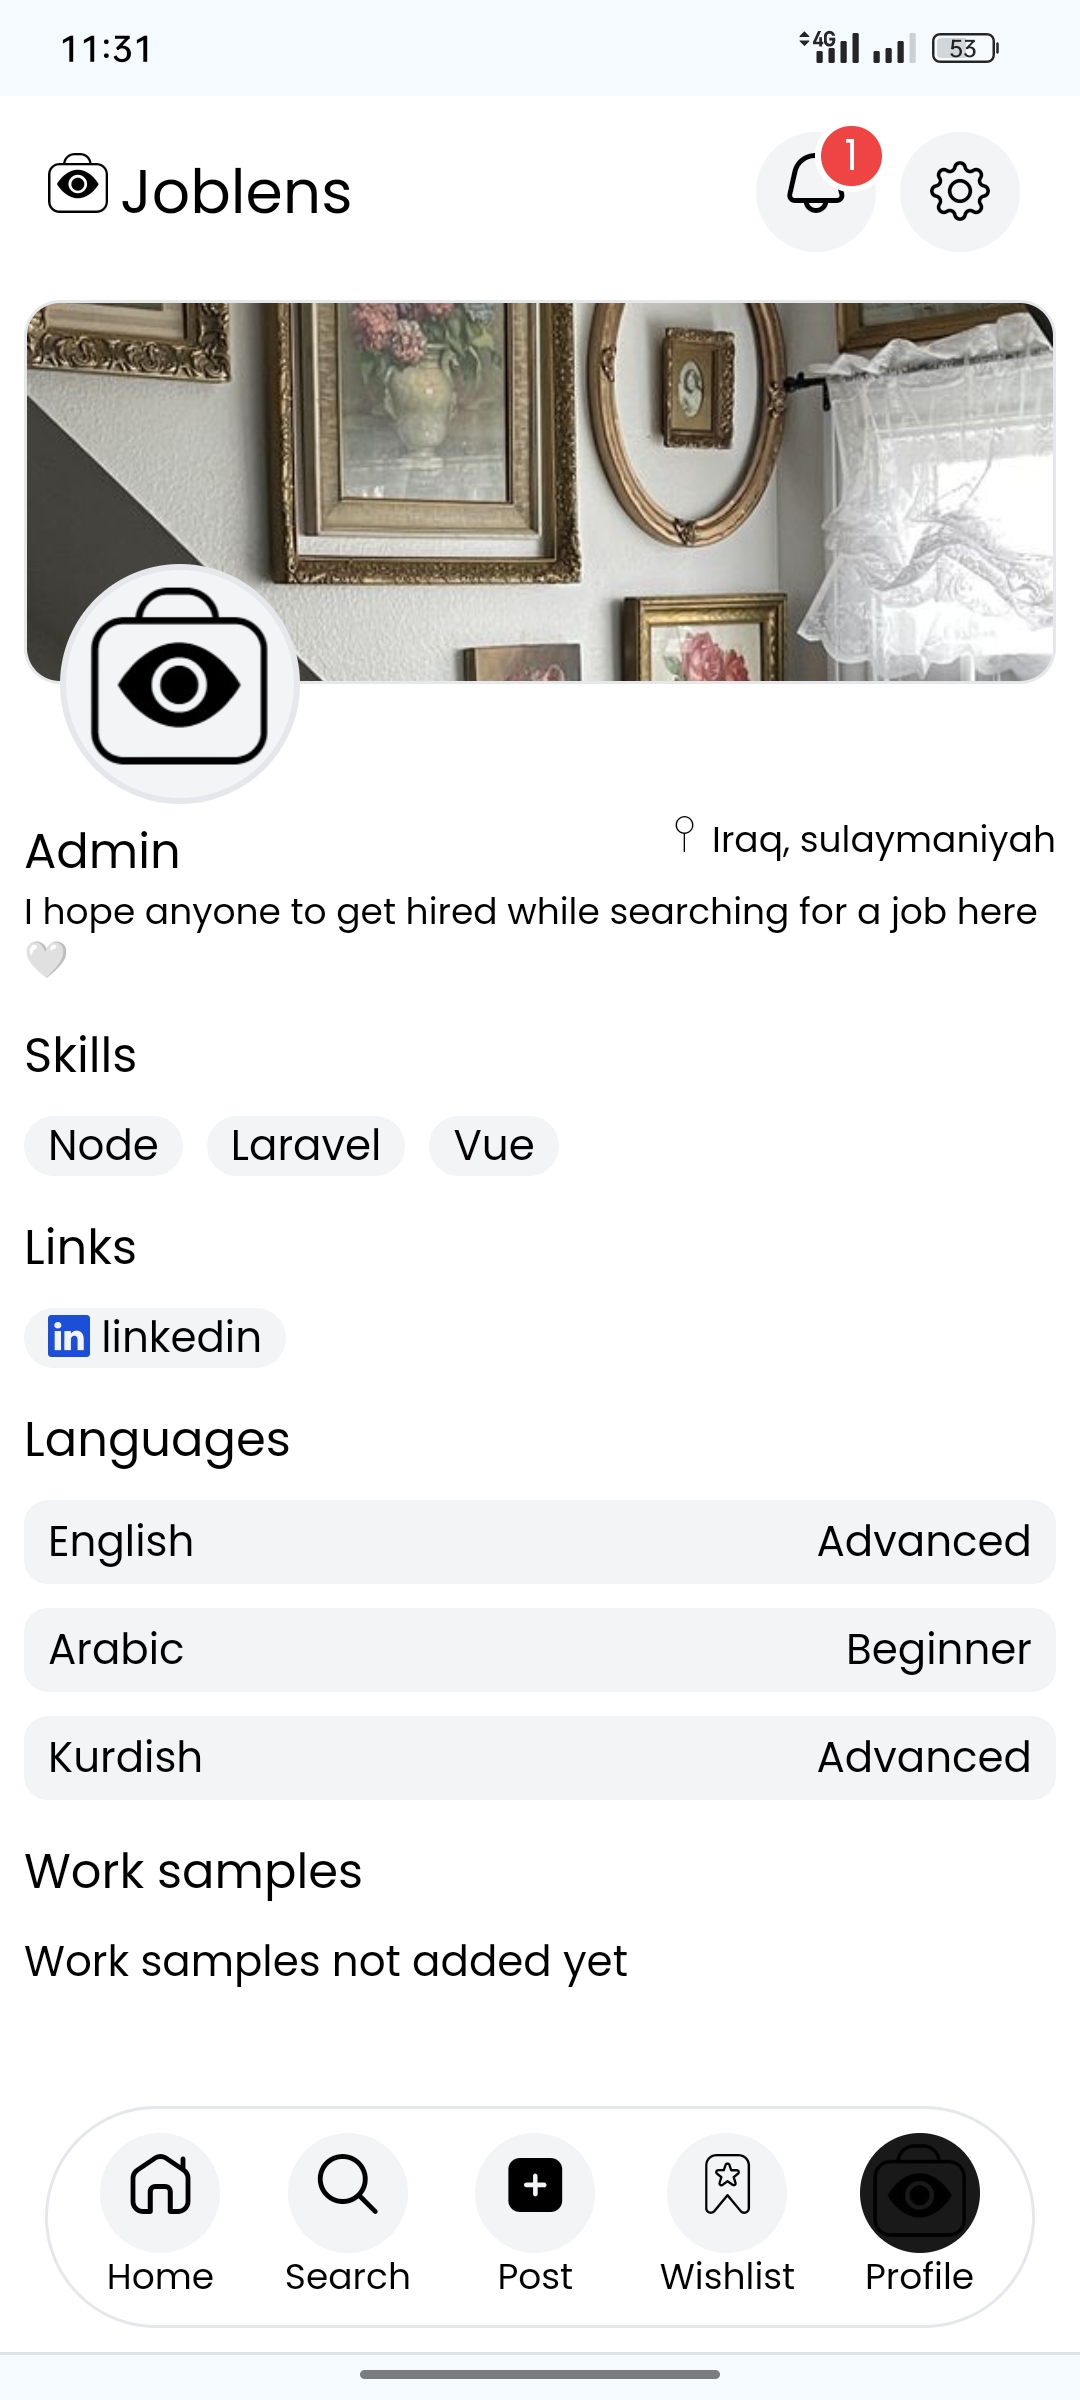 11:31
4G
53
Joblens
1
Admin
Iraq, sulaymaniyah
I hope anyone to get hired while searching for a job here
🤍
Skills
Node Laravel Vue
Links
in linkedin
Languages
English Advanced
Arabic Beginner
Kurdish Advanced
Work samples
Work samples not added yet
Home Search Post Wishlist Profile